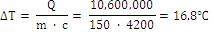 ΔT = Q / (m · c) = 10,600,000 / (150 · 4200) = 16.8°C